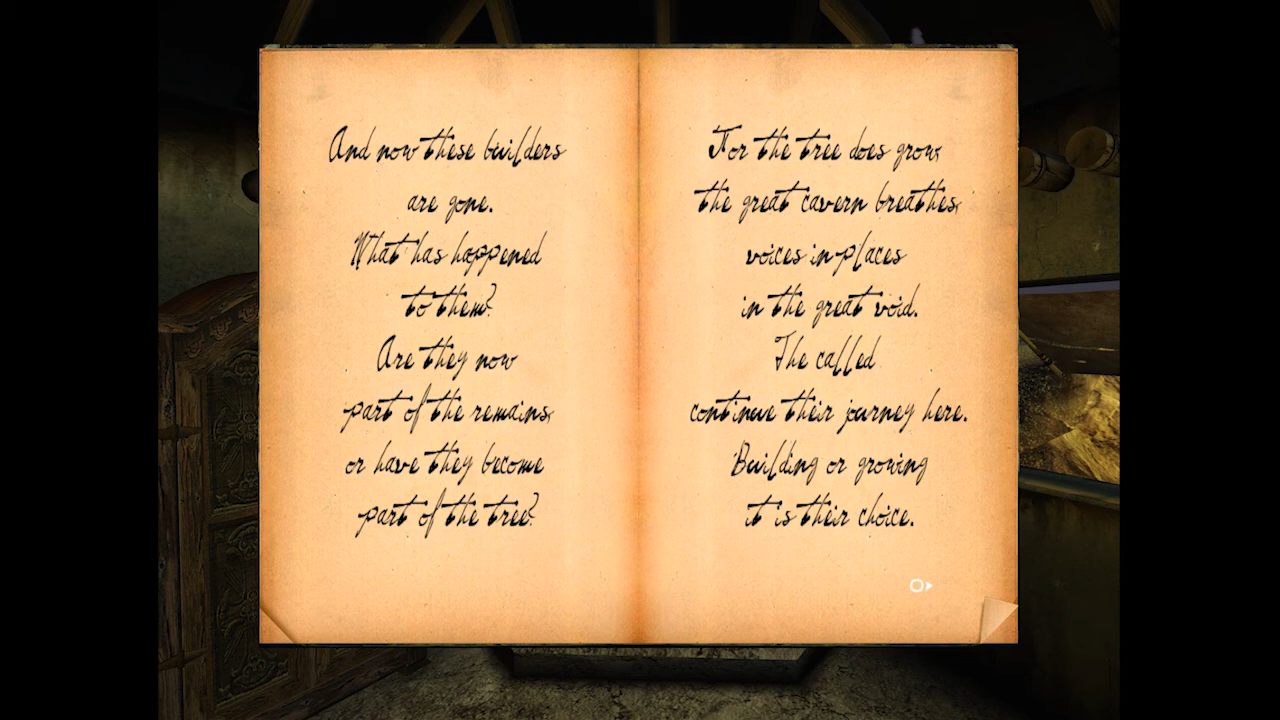 And now these builders
are gone.
What has happened
to them?
Are they now
part of the remains,
or have they become
part of the tree?
For the tree does grow,
the great cavern breathes,
voices in places
in the great void.
The called
continue their journey here.
Building or growing
it is their choice.